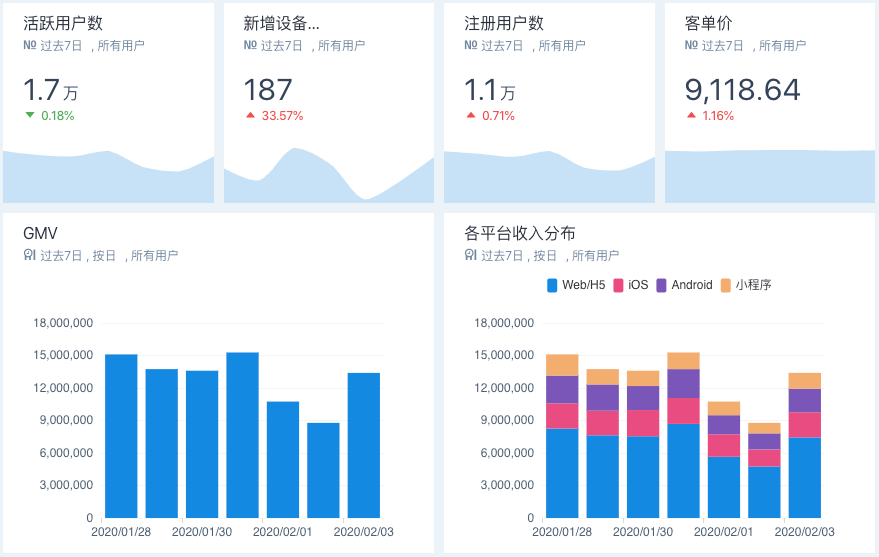 活跃用户数
过去7日 , 所有用户
1.7万
0.18%
新增设备...
过去7日 , 所有用户
187
33.57%
注册用户数
过去7日 , 所有用户
1.1万
0.71%
客单价
过去7日 , 所有用户
9,118.64
1.16%
GMV
过去7日 , 按日 , 所有用户
18,000,000
15,000,000
12,000,000
9,000,000
6,000,000
3,000,000
0
2020/01/28 2020/01/30 2020/02/01 2020/02/03
各平台收入分布
过去7日 , 按日 , 所有用户
Web/H5 iOS Android 小程序
18,000,000
15,000,000
12,000,000
9,000,000
6,000,000
3,000,000
0
2020/01/28 2020/01/30 2020/02/01 2020/02/03